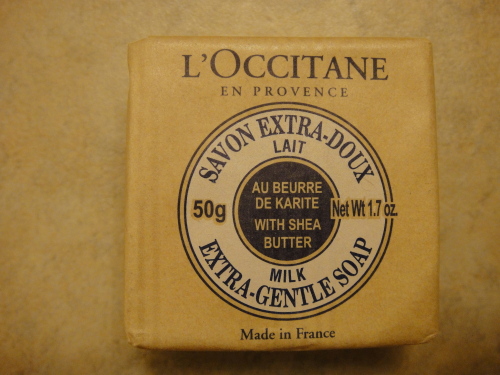 L'OCCITANE
EN PROVENCE
SAVON EXTRA-DOUX
LAIT
50g
AU BEURRE
DE KARITE
WITH SHEA
BUTTER
Net Wt 1.7 oz.
MILK
EXTRA-GENTLE SOAP
Made in France